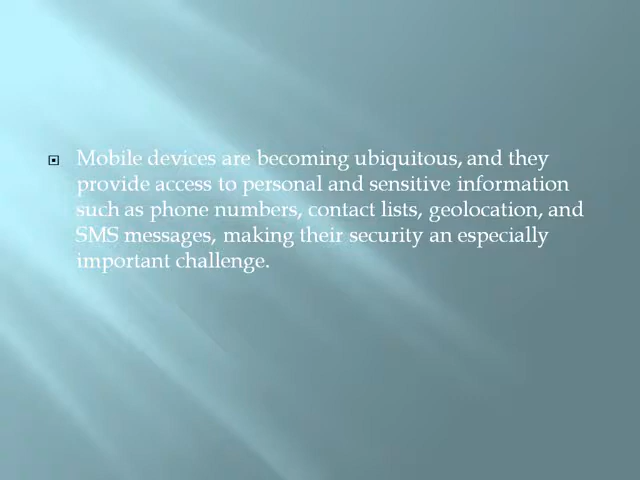 Mobile devices are becoming ubiquitous, and they
provide access to personal and sensitive information
such as phone numbers, contact lists, geolocation, and
SMS messages, making their security an especially
important challenge.